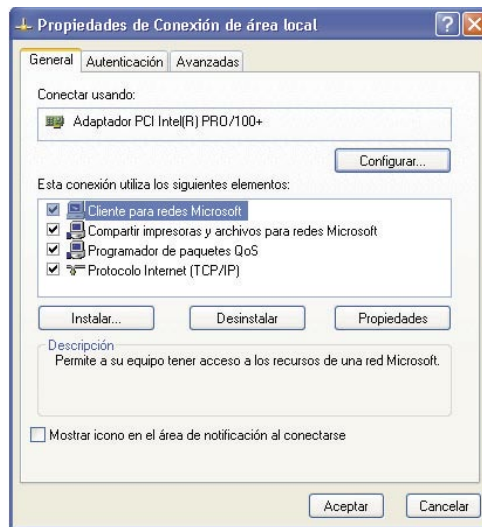 Propiedades de Conexión de área local
General Autenticación Avanzadas
Conectar usando:
Adaptador PCI Intel(R) PRO/100+
Configurar...
Esta conexión utiliza los siguientes elementos:
Cliente para redes Microsoft
Compartir impresoras y archivos para redes Microsoft
Programador de paquetes QoS
Protocolo Internet (TCP/IP)
Instalar... Desinstalar Propiedades
Descripción
Permite a su equipo tener acceso a los recursos de una red Microsoft.
Mostrar icono en el área de notificación al conectarse
Aceptar Cancelar